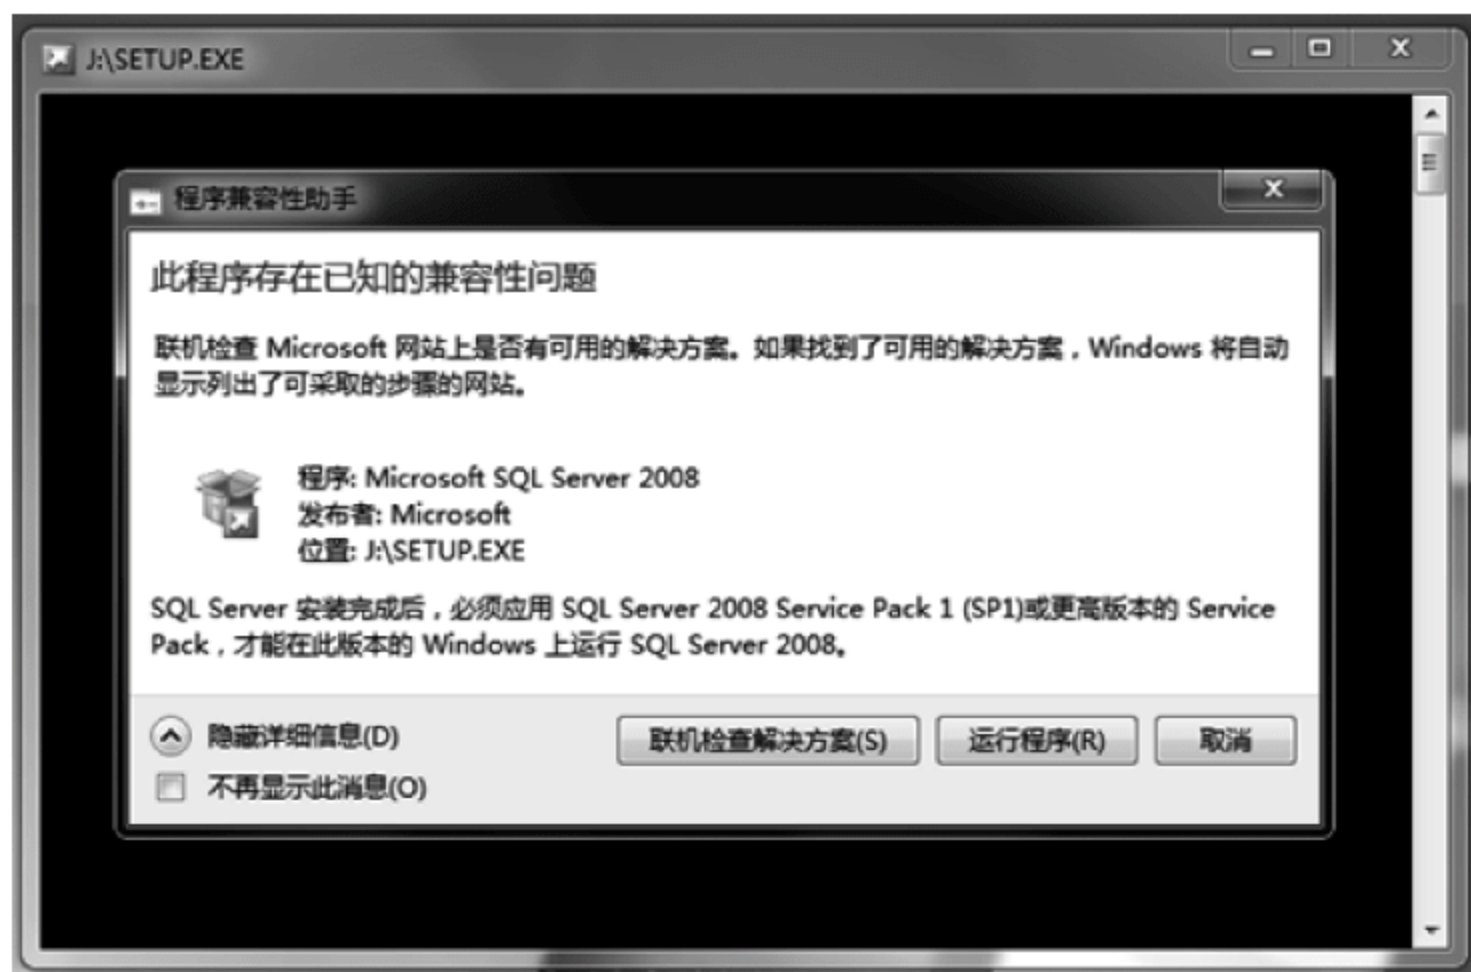 J:\SETUP.EXE
程序兼容性助手
此程序存在已知的兼容性问题
联机检查 Microsoft 网站上是否有可用的解决方案。如果找到了可用的解决方案，Windows 将自动
显示列出了可采取的步骤的网站。
程序: Microsoft SQL Server 2008
发布者: Microsoft
位置: J:\SETUP.EXE
SQL Server 安装完成后，必须应用 SQL Server 2008 Service Pack 1 (SP1)或更高版本的 Service
Pack，才能在此版本的 Windows 上运行 SQL Server 2008。
隐藏详细信息(D) 联机检查解决方案(S) 运行程序(R) 取消
不再显示此消息(O)